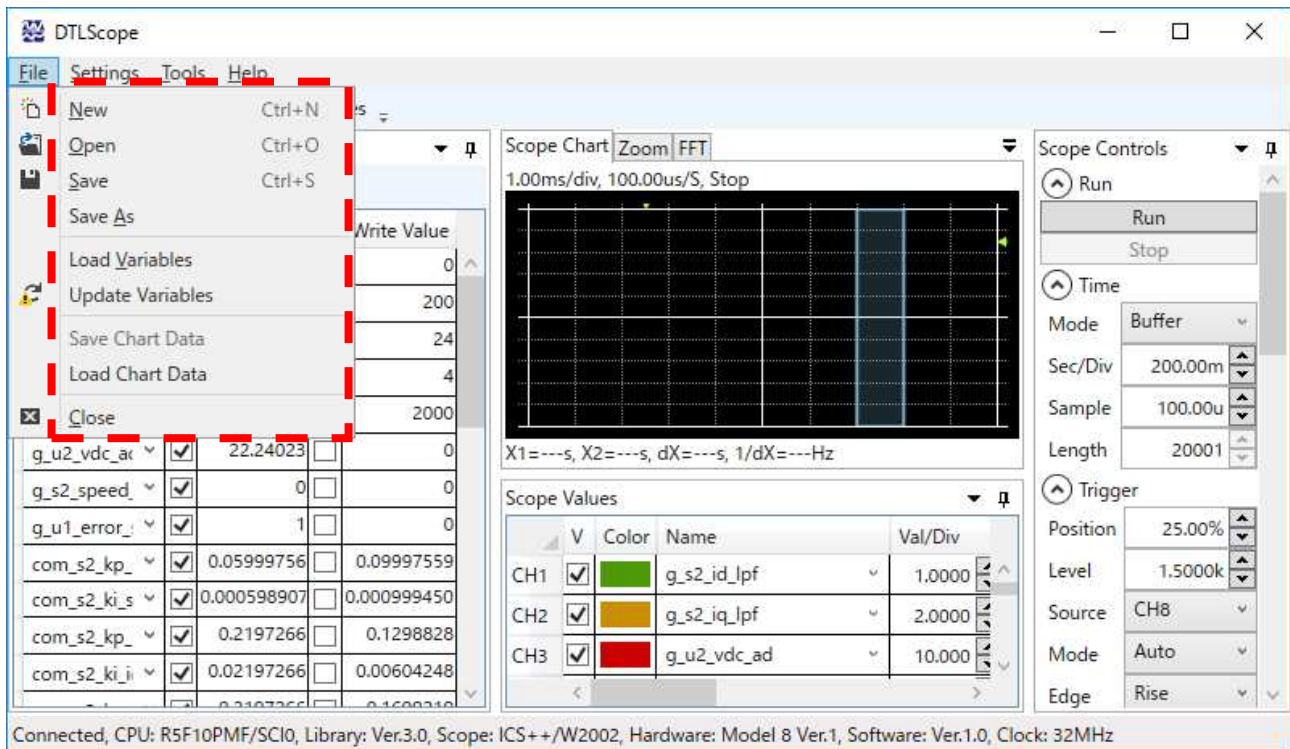 DTLScope
File Settings Tools Help
New Ctrl+N
Open Ctrl+O
Save Ctrl+S
Save As
Load Variables
Update Variables
Save Chart Data
Load Chart Data
Close
Write Value
0
200
24
4
2000
g_u2_vdc_a 22.24023 0
g_s2_speed_ 0 0
g_u1_error_ 1 0
com_s2_kp_ 0.05999756 0.09997559
com_s2_ki_s 0.000598907 0.000999450
com_s2_kp_ 0.2197266 0.1298828
com_s2_ki_i 0.02197266 0.00604248
Scope Chart Zoom FFT
1.00ms/div, 100.00us/S, Stop
X1=---s, X2=---s, dX=---s, 1/dX=---Hz
Scope Values
V Color Name Val/Div
CH1 g_s2_id_lpf 1.0000
CH2 g_s2_iq_lpf 2.0000
CH3 g_u2_vdc_ad 10.000
Scope Controls
Run
Run
Stop
Time
Mode Buffer
Sec/Div 200.00m
Sample 100.00u
Length 20001
Trigger
Position 25.00%
Level 1.5000k
Source CH8
Mode Auto
Edge Rise
Connected, CPU: R5F10PMF/SCI0, Library: Ver.3.0, Scope: ICS++/W2002, Hardware: Model 8 Ver.1, Software: Ver.1.0, Clock: 32MHz